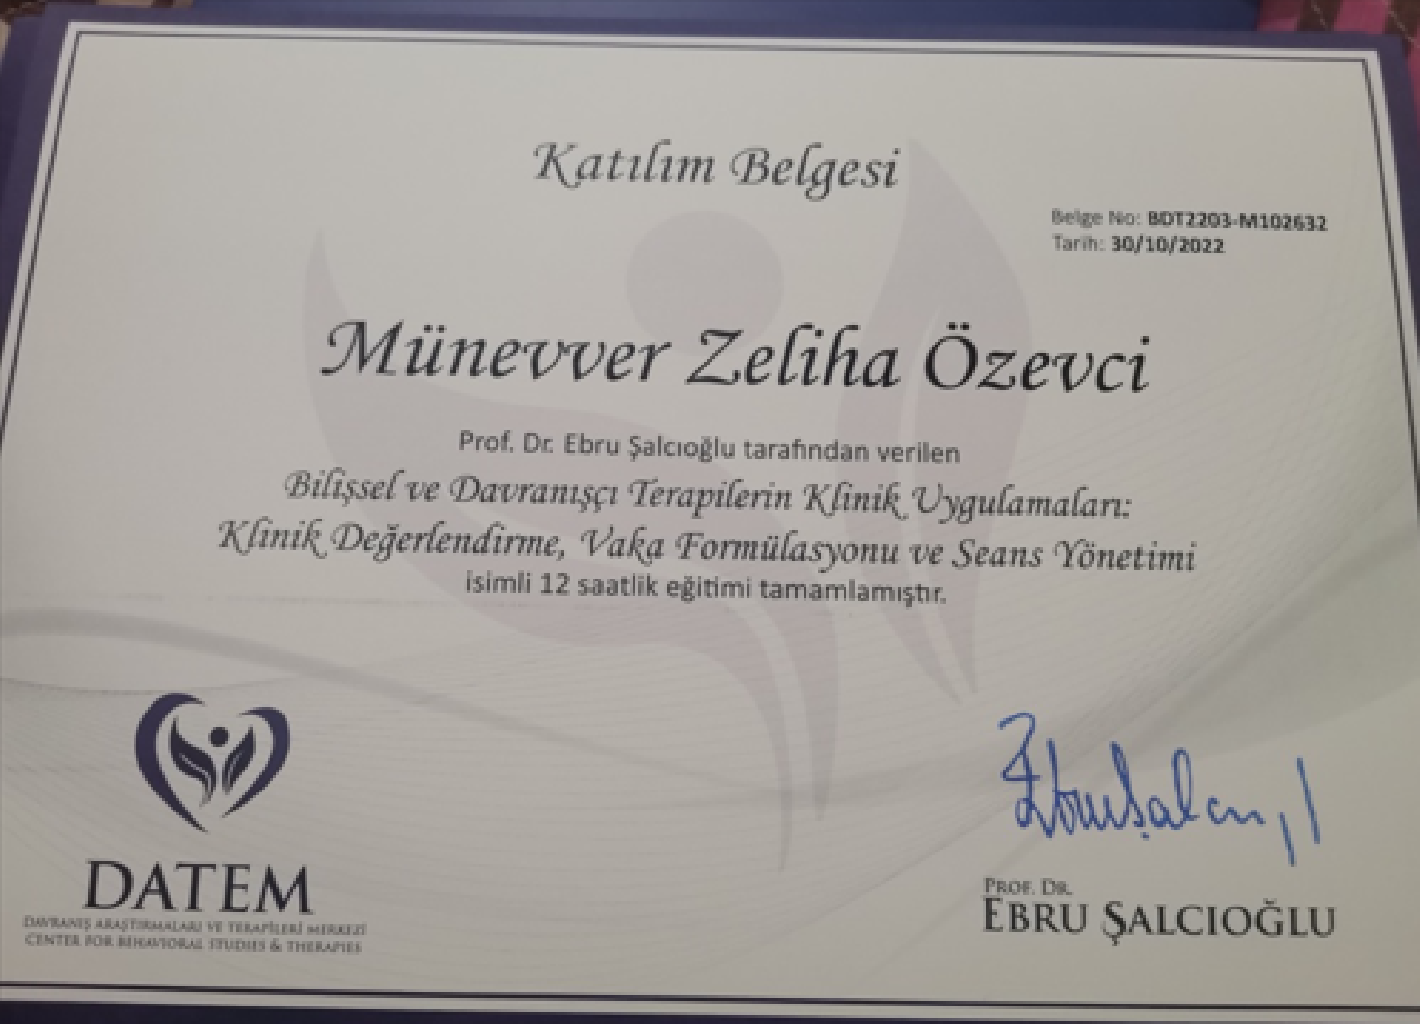 Katılım Belgesi
Belge No: BDT2203-M102632
Tarih: 30/10/2022
Münevver Zeliha Özevci
Prof. Dr. Ebru Şalcıoğlu tarafından verilen
Bilişsel ve Davranışçı Terapilerin Klinik Uygulamaları:
Klinik Değerlendirme, Vaka Formülasyonu ve Seans Yönetimi
isimli 12 saatlik eğitimi tamamlamıştır.
DATEM
DAVRANIŞ ARAŞTIRMALARI VE TERAPİLERİ MERKEZİ
CENTER FOR BEHAVIORAL STUDIES & THERAPIES
Ebru Şalcıoğlu
PROF. DR.
EBRU ŞALCIOĞLU